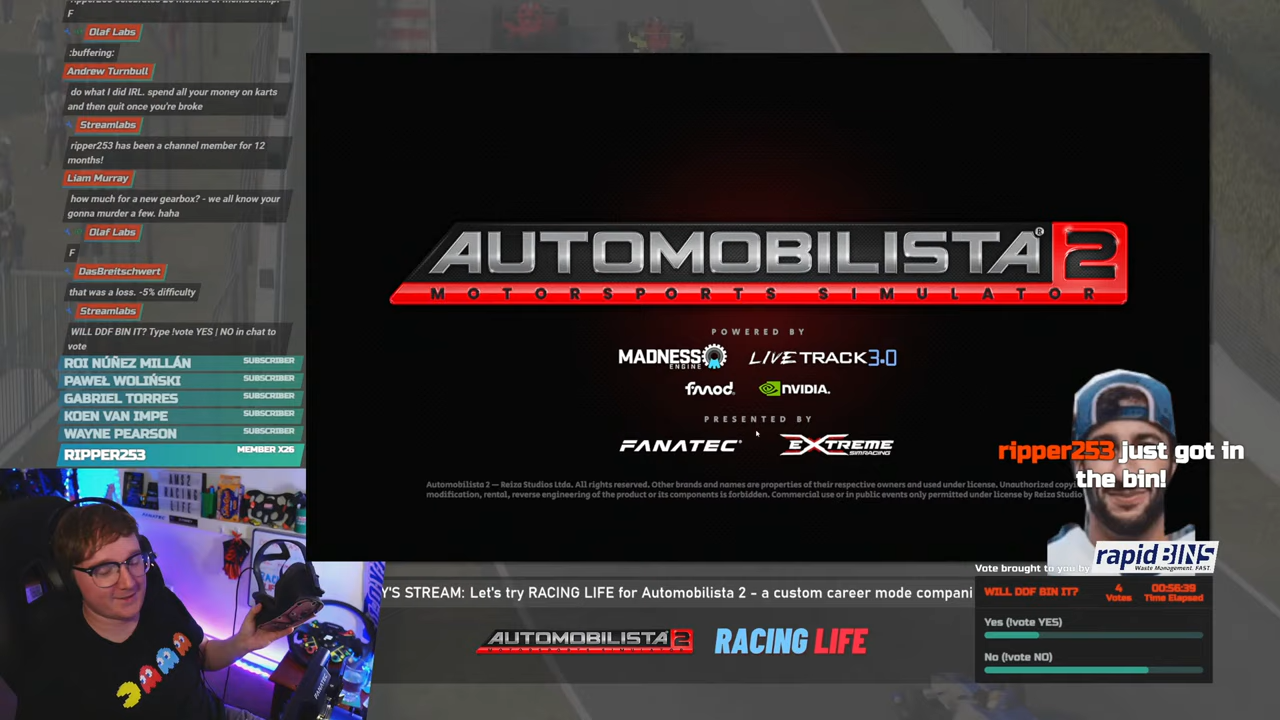 F
Olaf Labs
:buffering:
Andrew Turnbull
do what I did IRL. spend all your money on karts
and then quit once you're broke
Streamlabs
ripper253 has been a channel member for 12
months!
Liam Murray
how much for a new gearbox? - we all know your
gonna murder a few. haha
Olaf Labs
F
DasBreitschwert
that was a loss. -5% difficulty
Streamlabs
WILL DDF BIN IT? Type !vote YES | NO in chat to
vote
ROI NÚÑEZ MILLÁN SUBSCRIBER
PAWEŁ WOLIŃSKI SUBSCRIBER
GABRIEL TORRES SUBSCRIBER
KOEN VAN IMPE SUBSCRIBER
WAYNE PEARSON SUBSCRIBER
RIPPER253 MEMBER X26
AUTOMOBILISTA® 2
MOTORSPORTS SIMULATOR
POWERED BY
MADNESS ENGINE LIVETRACK3.0
fmod NVIDIA.
PRESENTED BY
FANATEC® EXTREME SIMRACING
Automobilista 2 — Reiza Studios Ltda. All rights reserved. Other brands and names are properties of their respective owners and used under license. Unauthorized
modification, rental, reverse engineering of the product or its components is forbidden. Commercial use or in public events only permitted under license by Reiza Studio
ripper253 just got in
the bin!
rapidBINS
Waste Management. FAST.
Vote brought to you by
WILL DDF BIN IT? 4 Votes 00:56:39 Time Elapsed
Yes (!vote YES)
No (!vote NO)
Y'S STREAM: Let's try RACING LIFE for Automobilista 2 - a custom career mode compani
AUTOMOBILISTA 2 RACING LIFE
FANATEC